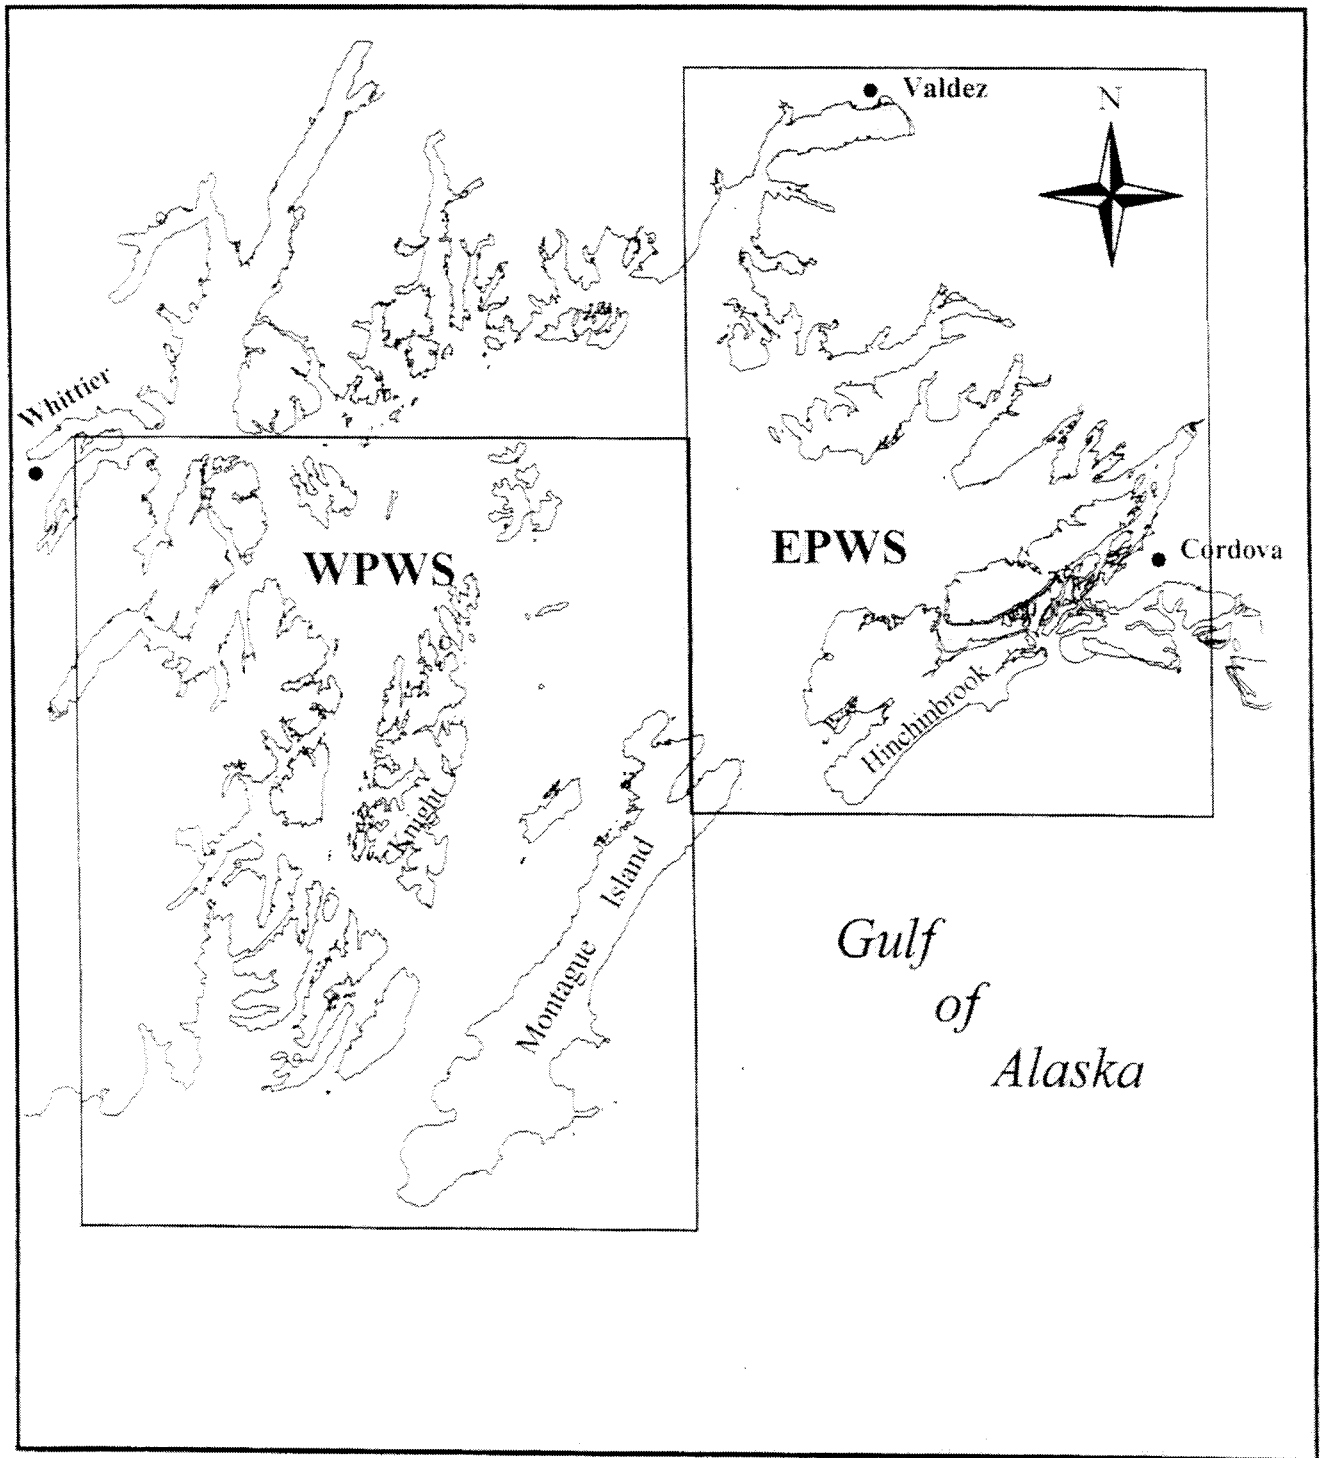 Valdez
N
Whittier
WPWS
EPWS
Cordova
Hinchinbrook
Knight
Montague Island
Gulf
of
Alaska